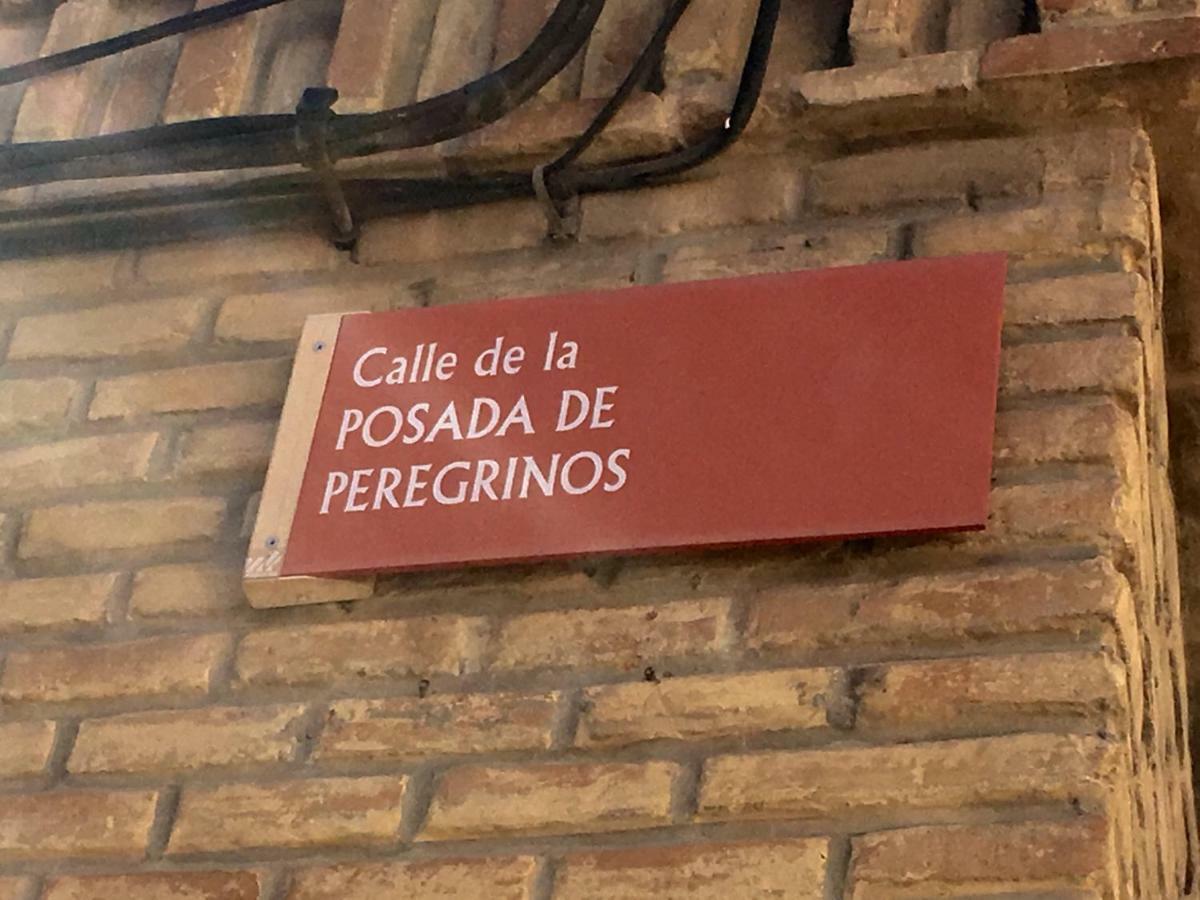 Calle de la
POSADA DE
PEREGRINOS